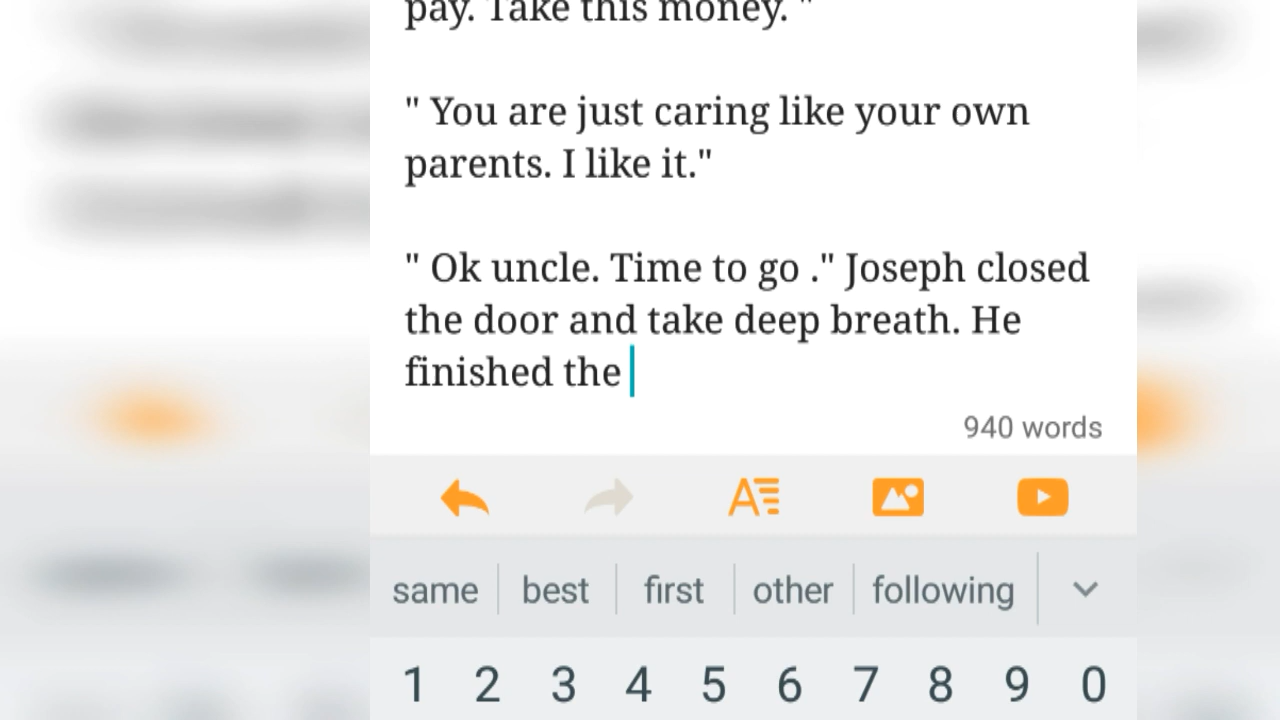 pay. Take this money. "
" You are just caring like your own
parents. I like it."
" Ok uncle. Time to go ." Joseph closed
the door and take deep breath. He
finished the
940 words
same best first other following
1 2 3 4 5 6 7 8 9 0